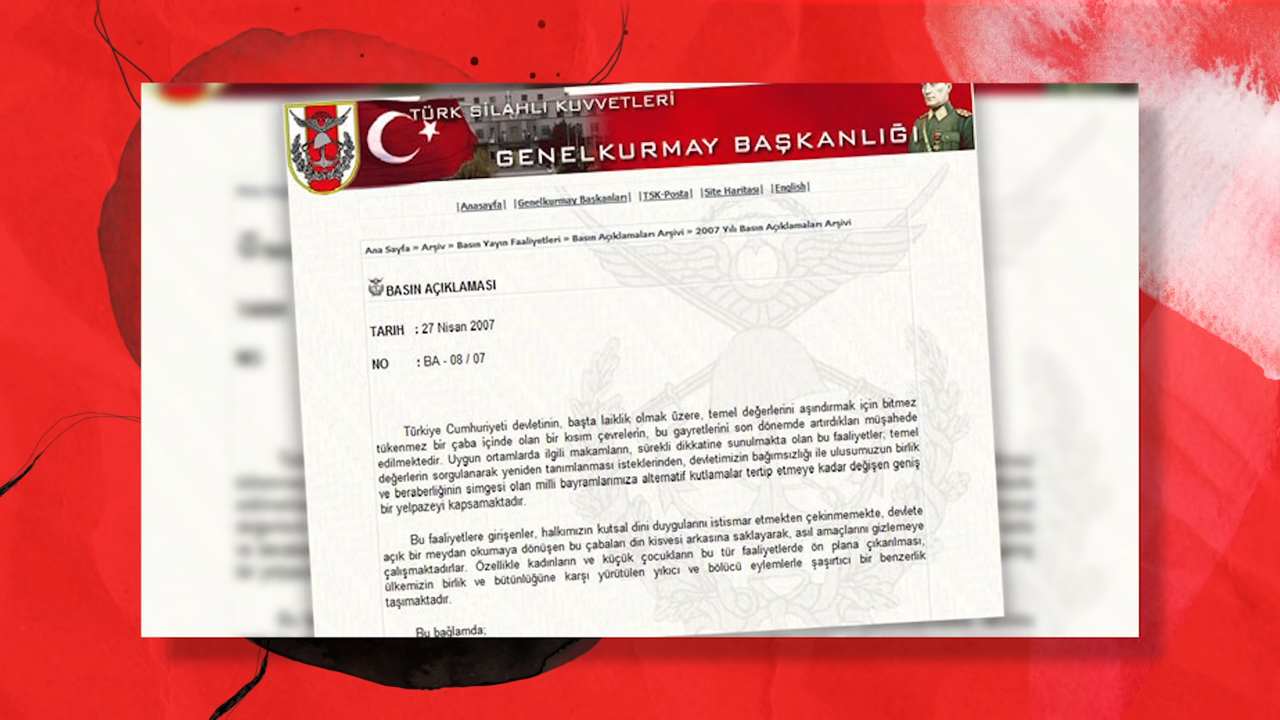 TÜRK SİLAHLI KUVVETLERİ
GENELKURMAY BAŞKANLIĞI
|Anasayfa| |Genelkurmay Başkanları| |TSK-Posta| |Site Haritası| |English|
Ana Sayfa » Arşiv » Basın Yayın Faaliyetleri » Basın Açıklamaları Arşivi » 2007 Yılı Basın Açıklamaları Arşivi
BASIN AÇIKLAMASI
TARIH : 27 Nisan 2007
NO : BA - 08 / 07
Türkiye Cumhuriyeti devletinin, başta laiklik olmak üzere, temel değerlerini aşındırmak için bitmez
tükenmez bir çaba içinde olan bir kısım çevrelerin, bu gayretlerini son dönemde artırdıkları müşahede
edilmektedir. Uygun ortamlarda ilgili makamların, sürekli dikkatine sunulmakta olan bu faaliyetler; temel
değerlerin sorgulanarak yeniden tanımlanması isteklerinden, devletimizin bağımsızlığı ile ulusumuzun birlik
ve beraberliğinin simgesi olan milli bayramlarımıza alternatif kutlamalar tertip etmeye kadar değişen geniş
bir yelpazeyi kapsamaktadır.
Bu faaliyetlere girişenler, halkımızın kutsal dini duygularını istismar etmekten çekinmemekte, devlete
açık bir meydan okumaya dönüşen bu çabaları din kisvesi arkasına saklayarak, asıl amaçlarını gizlemeye
çalışmaktadırlar. Özellikle kadınların ve küçük çocukların bu tür faaliyetlerde ön plana çıkarılması,
ülkemizin birlik ve bütünlüğüne karşı yürütülen yıkıcı ve bölücü eylemlerle şaşırtıcı bir benzerlik
taşımaktadır.
Bu bağlamda;